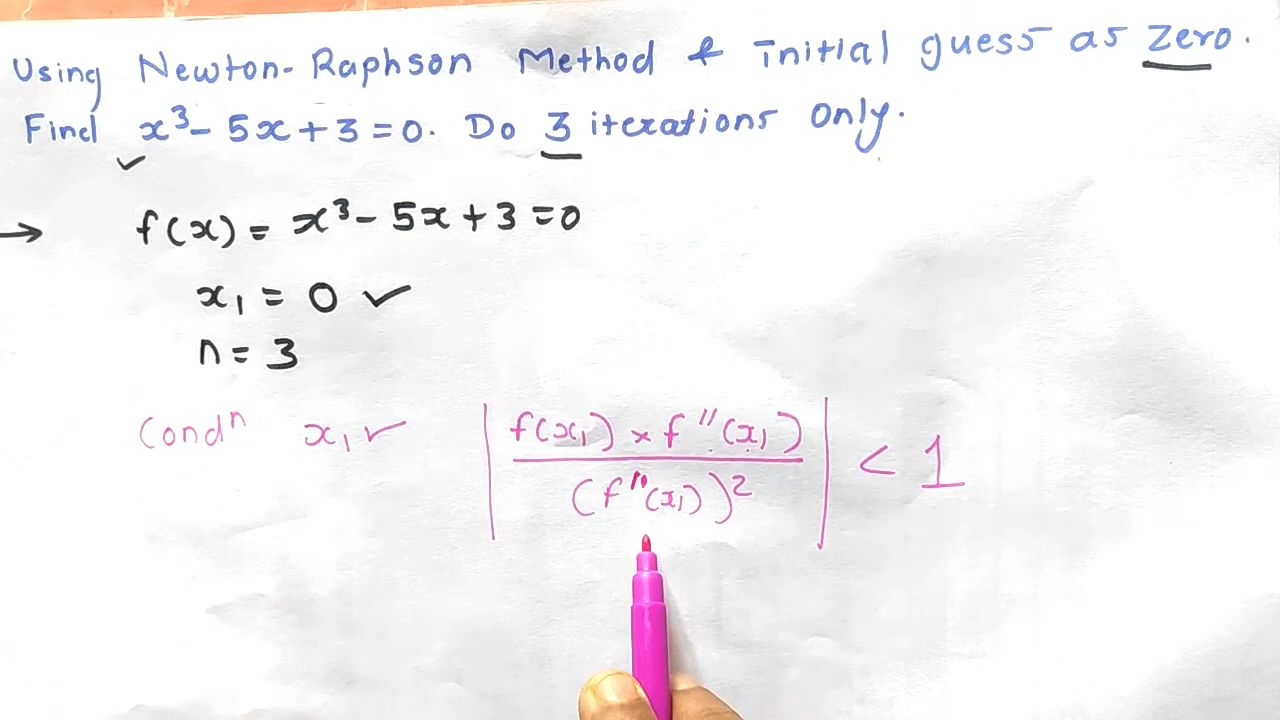 Using Newton-Raphson Method & Initial guess as zero.
Find x³ - 5x + 3 = 0. Do 3 iterations only.
→ f(x) = x³ - 5x + 3 = 0
x₁ = 0 ✓
n = 3
Condⁿ x₁ ✓ | f(x₁) × f''(x₁) / (f''(x₁))² | < 1